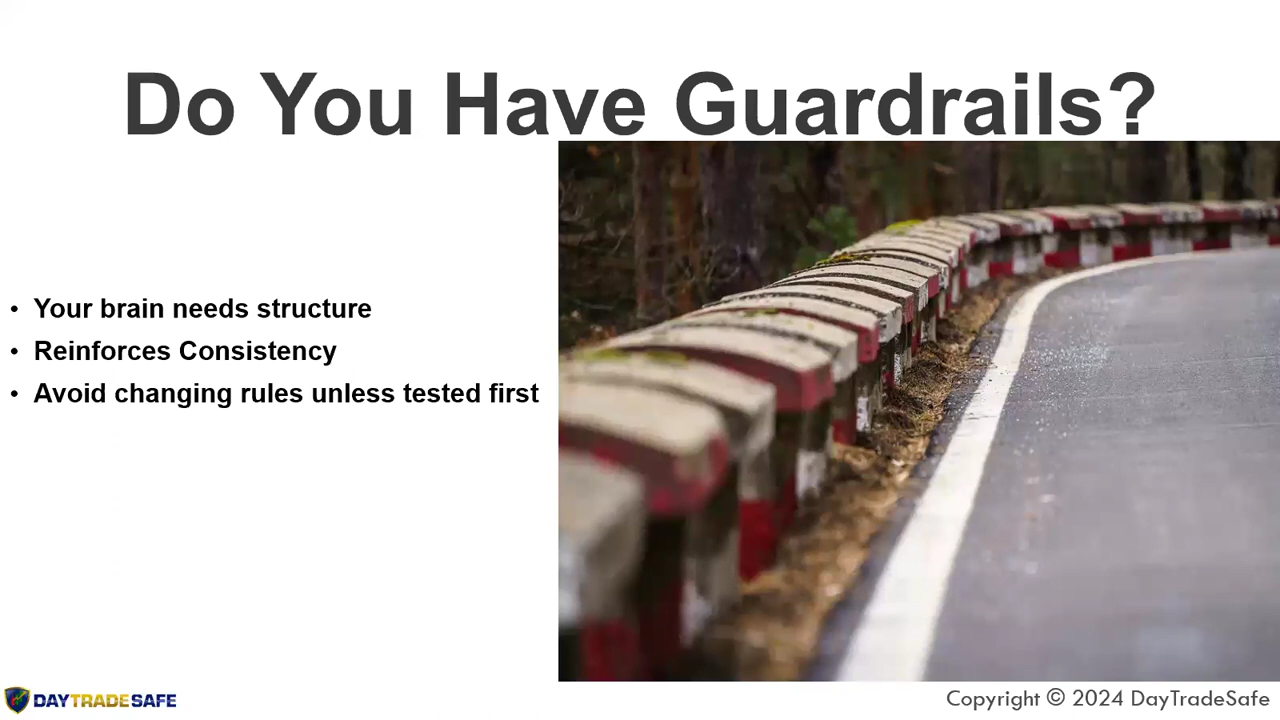 Do You Have Guardrails?
• Your brain needs structure
• Reinforces Consistency
• Avoid changing rules unless tested first
DAYTRADESAFE
Copyright © 2024 DayTradeSafe